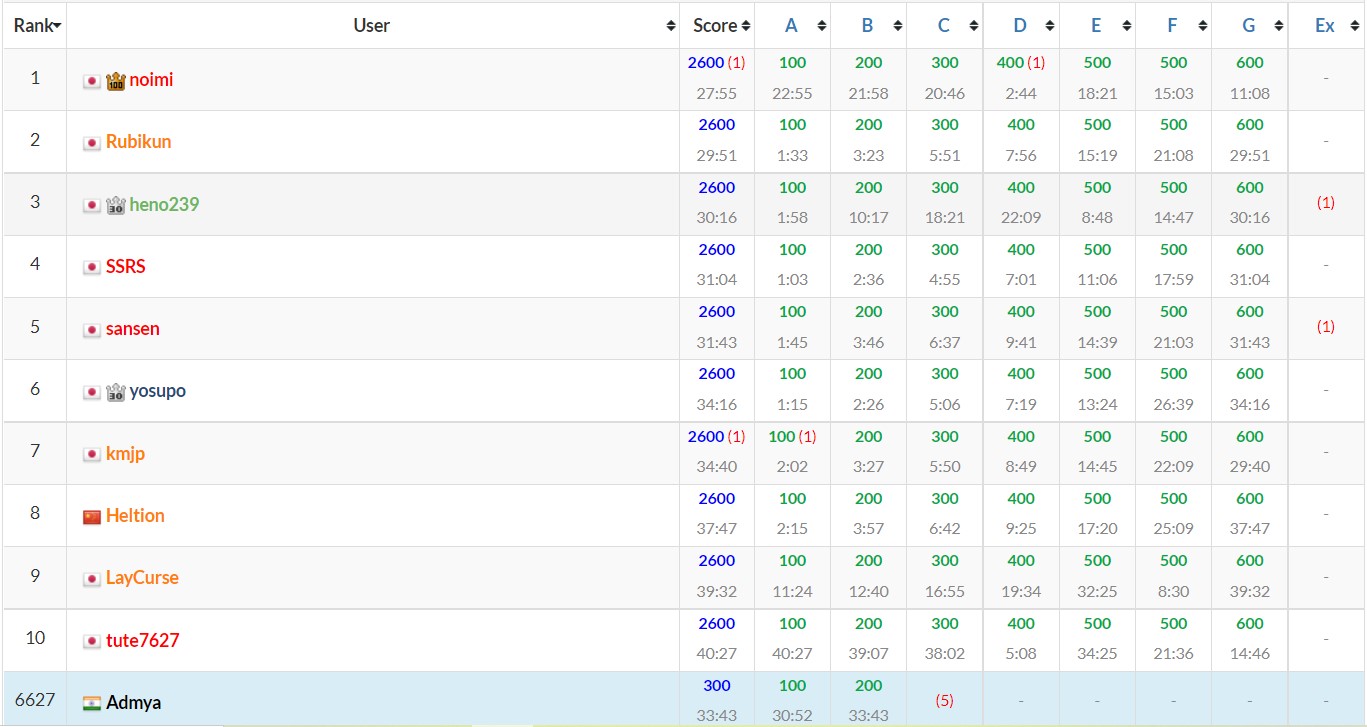 Rank User Score A B C D E F G Ex
1 100 noimi 2600 (1) 100 200 300 400 (1) 500 500 600 -
27:55 22:55 21:58 20:46 2:44 18:21 15:03 11:08
2 Rubikun 2600 100 200 300 400 500 500 600 -
29:51 1:33 3:23 5:51 7:56 15:19 21:08 29:51
3 30 heno239 2600 100 200 300 400 500 500 600 (1)
30:16 1:58 10:17 18:21 22:09 8:48 14:47 30:16
4 SSRS 2600 100 200 300 400 500 500 600 -
31:04 1:03 2:36 4:55 7:01 11:06 17:59 31:04
5 sansen 2600 100 200 300 400 500 500 600 (1)
31:43 1:45 3:46 6:37 9:41 14:39 21:03 31:43
6 30 yosupo 2600 100 200 300 400 500 500 600 -
34:16 1:15 2:26 5:06 7:19 13:24 26:39 34:16
7 kmjp 2600 (1) 100 (1) 200 300 400 500 500 600 -
34:40 2:02 3:27 5:50 8:49 14:45 22:09 29:40
8 Heltion 2600 100 200 300 400 500 500 600 -
37:47 2:15 3:57 6:42 9:25 17:20 25:09 37:47
9 LayCurse 2600 100 200 300 400 500 500 600 -
39:32 11:24 12:40 16:55 19:34 32:25 8:30 39:32
10 tute7627 2600 100 200 300 400 500 500 600 -
40:27 40:27 39:07 38:02 5:08 34:25 21:36 14:46
6627 Admya 300 100 200 (5) - - - - -
33:43 30:52 33:43